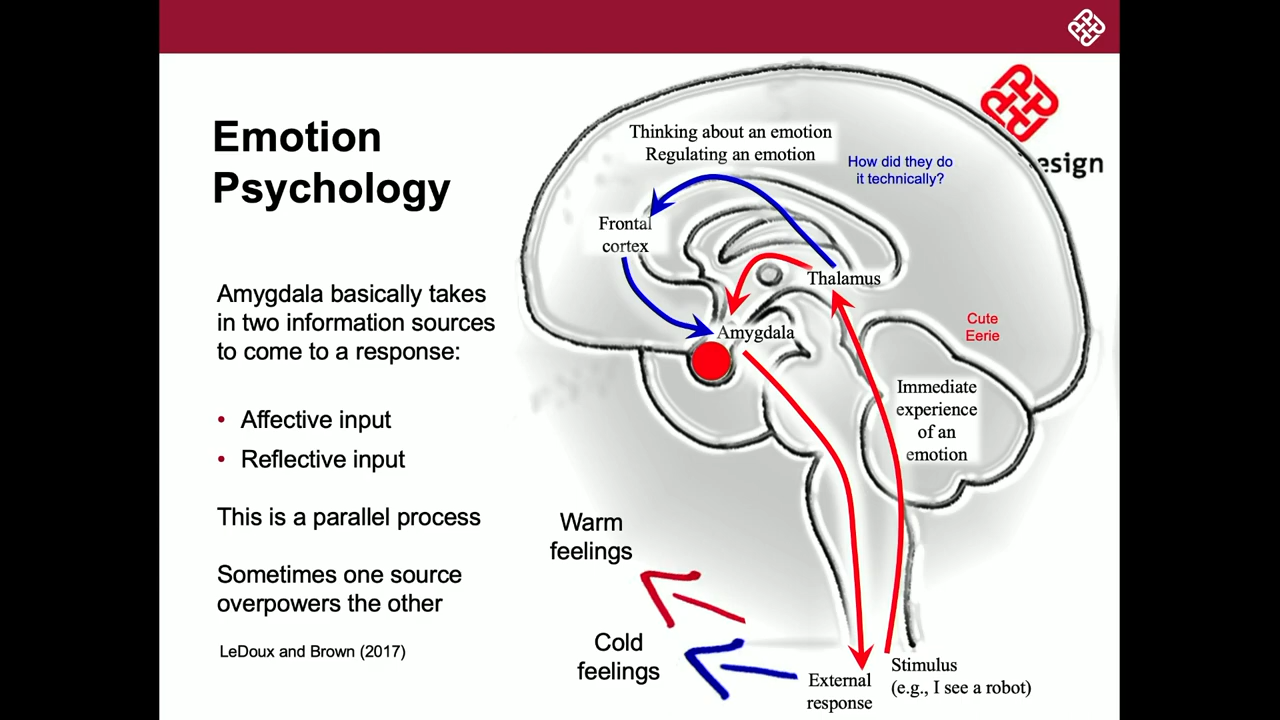 Emotion
Psychology
Amygdala basically takes
in two information sources
to come to a response:
• Affective input
• Reflective input
This is a parallel process
Sometimes one source
overpowers the other
LeDoux and Brown (2017)
Thinking about an emotion
Regulating an emotion
How did they do
it technically?
esign
Frontal
cortex
Thalamus
Amygdala
Cute
Eerie
Immediate
experience
of an
emotion
Warm
feelings
Cold
feelings
External
response
Stimulus
(e.g., I see a robot)